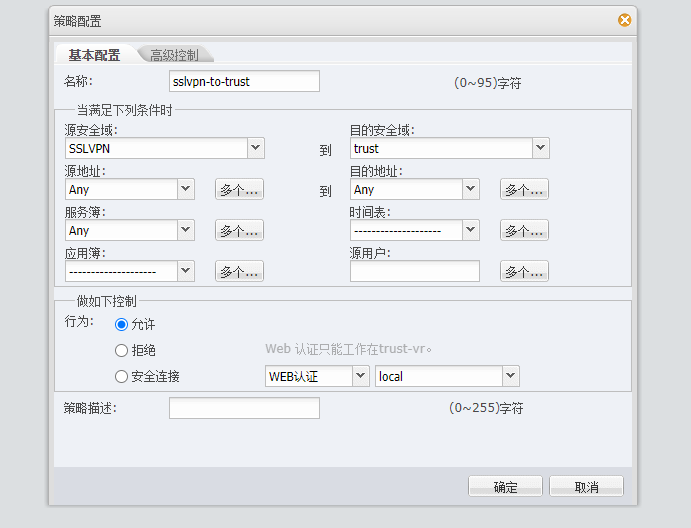 策略配置
基本配置 高级控制
名称: sslvpn-to-trust (0~95)字符
当满足下列条件时
源安全域: 目的安全域:
SSLVPN 到 trust
源地址: 目的地址:
Any 多个... 到 Any 多个...
服务簿: 时间表:
Any 多个... -------------------- 多个...
应用簿: 源用户:
-------------------- 多个... 多个...
做如下控制
行为: 允许
拒绝 Web 认证只能工作在trust-vr。
安全连接 WEB认证 local
策略描述: (0~255)字符
确定 取消